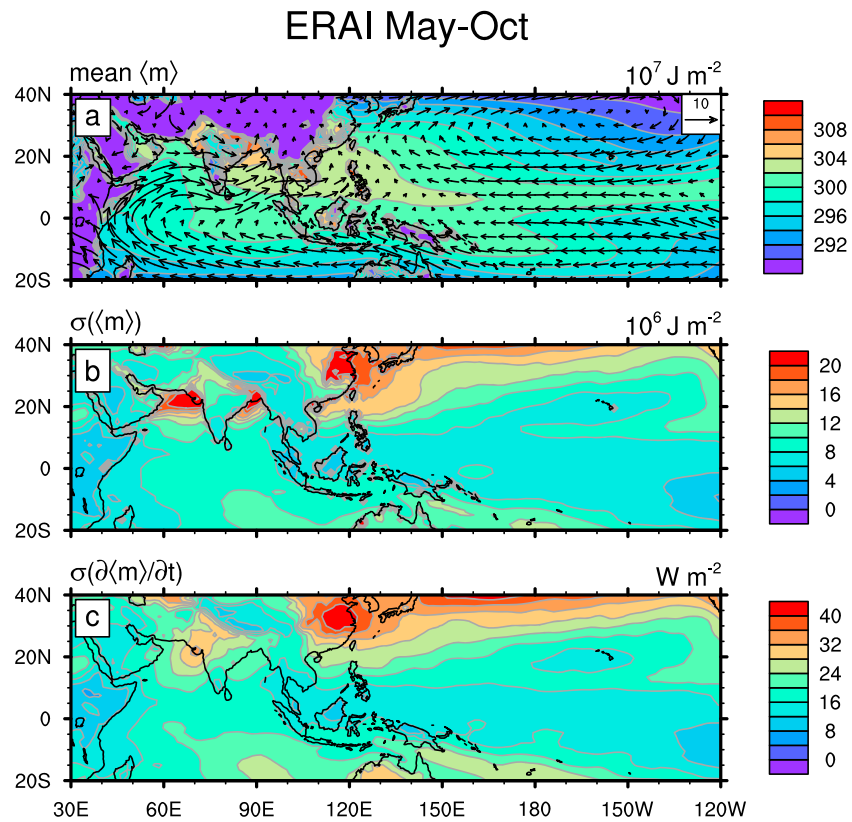 ERAI May-Oct
mean ⟨m⟩ 10⁷ J m⁻²
40N
20N
0
20S
a
10
308
304
300
296
292
σ(⟨m⟩) 10⁶ J m⁻²
40N
20N
0
20S
b
20
16
12
8
4
0
σ(∂⟨m⟩/∂t) W m⁻²
40N
20N
0
20S
c
40
32
24
16
8
0
30E 60E 90E 120E 150E 180 150W 120W